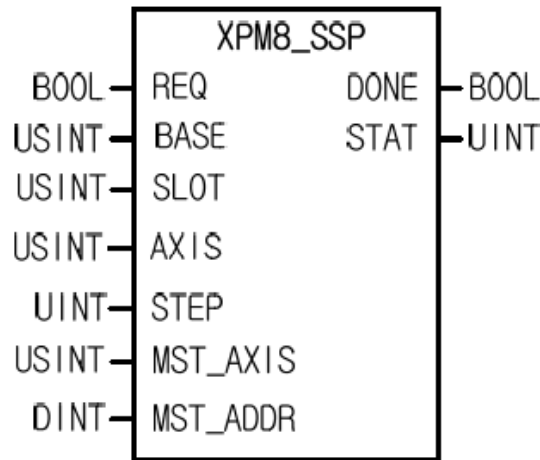 XPM8_SSP
BOOL REQ DONE BOOL
USINT BASE STAT UINT
USINT SLOT
USINT AXIS
UINT STEP
USINT MST_AXIS
DINT MST_ADDR